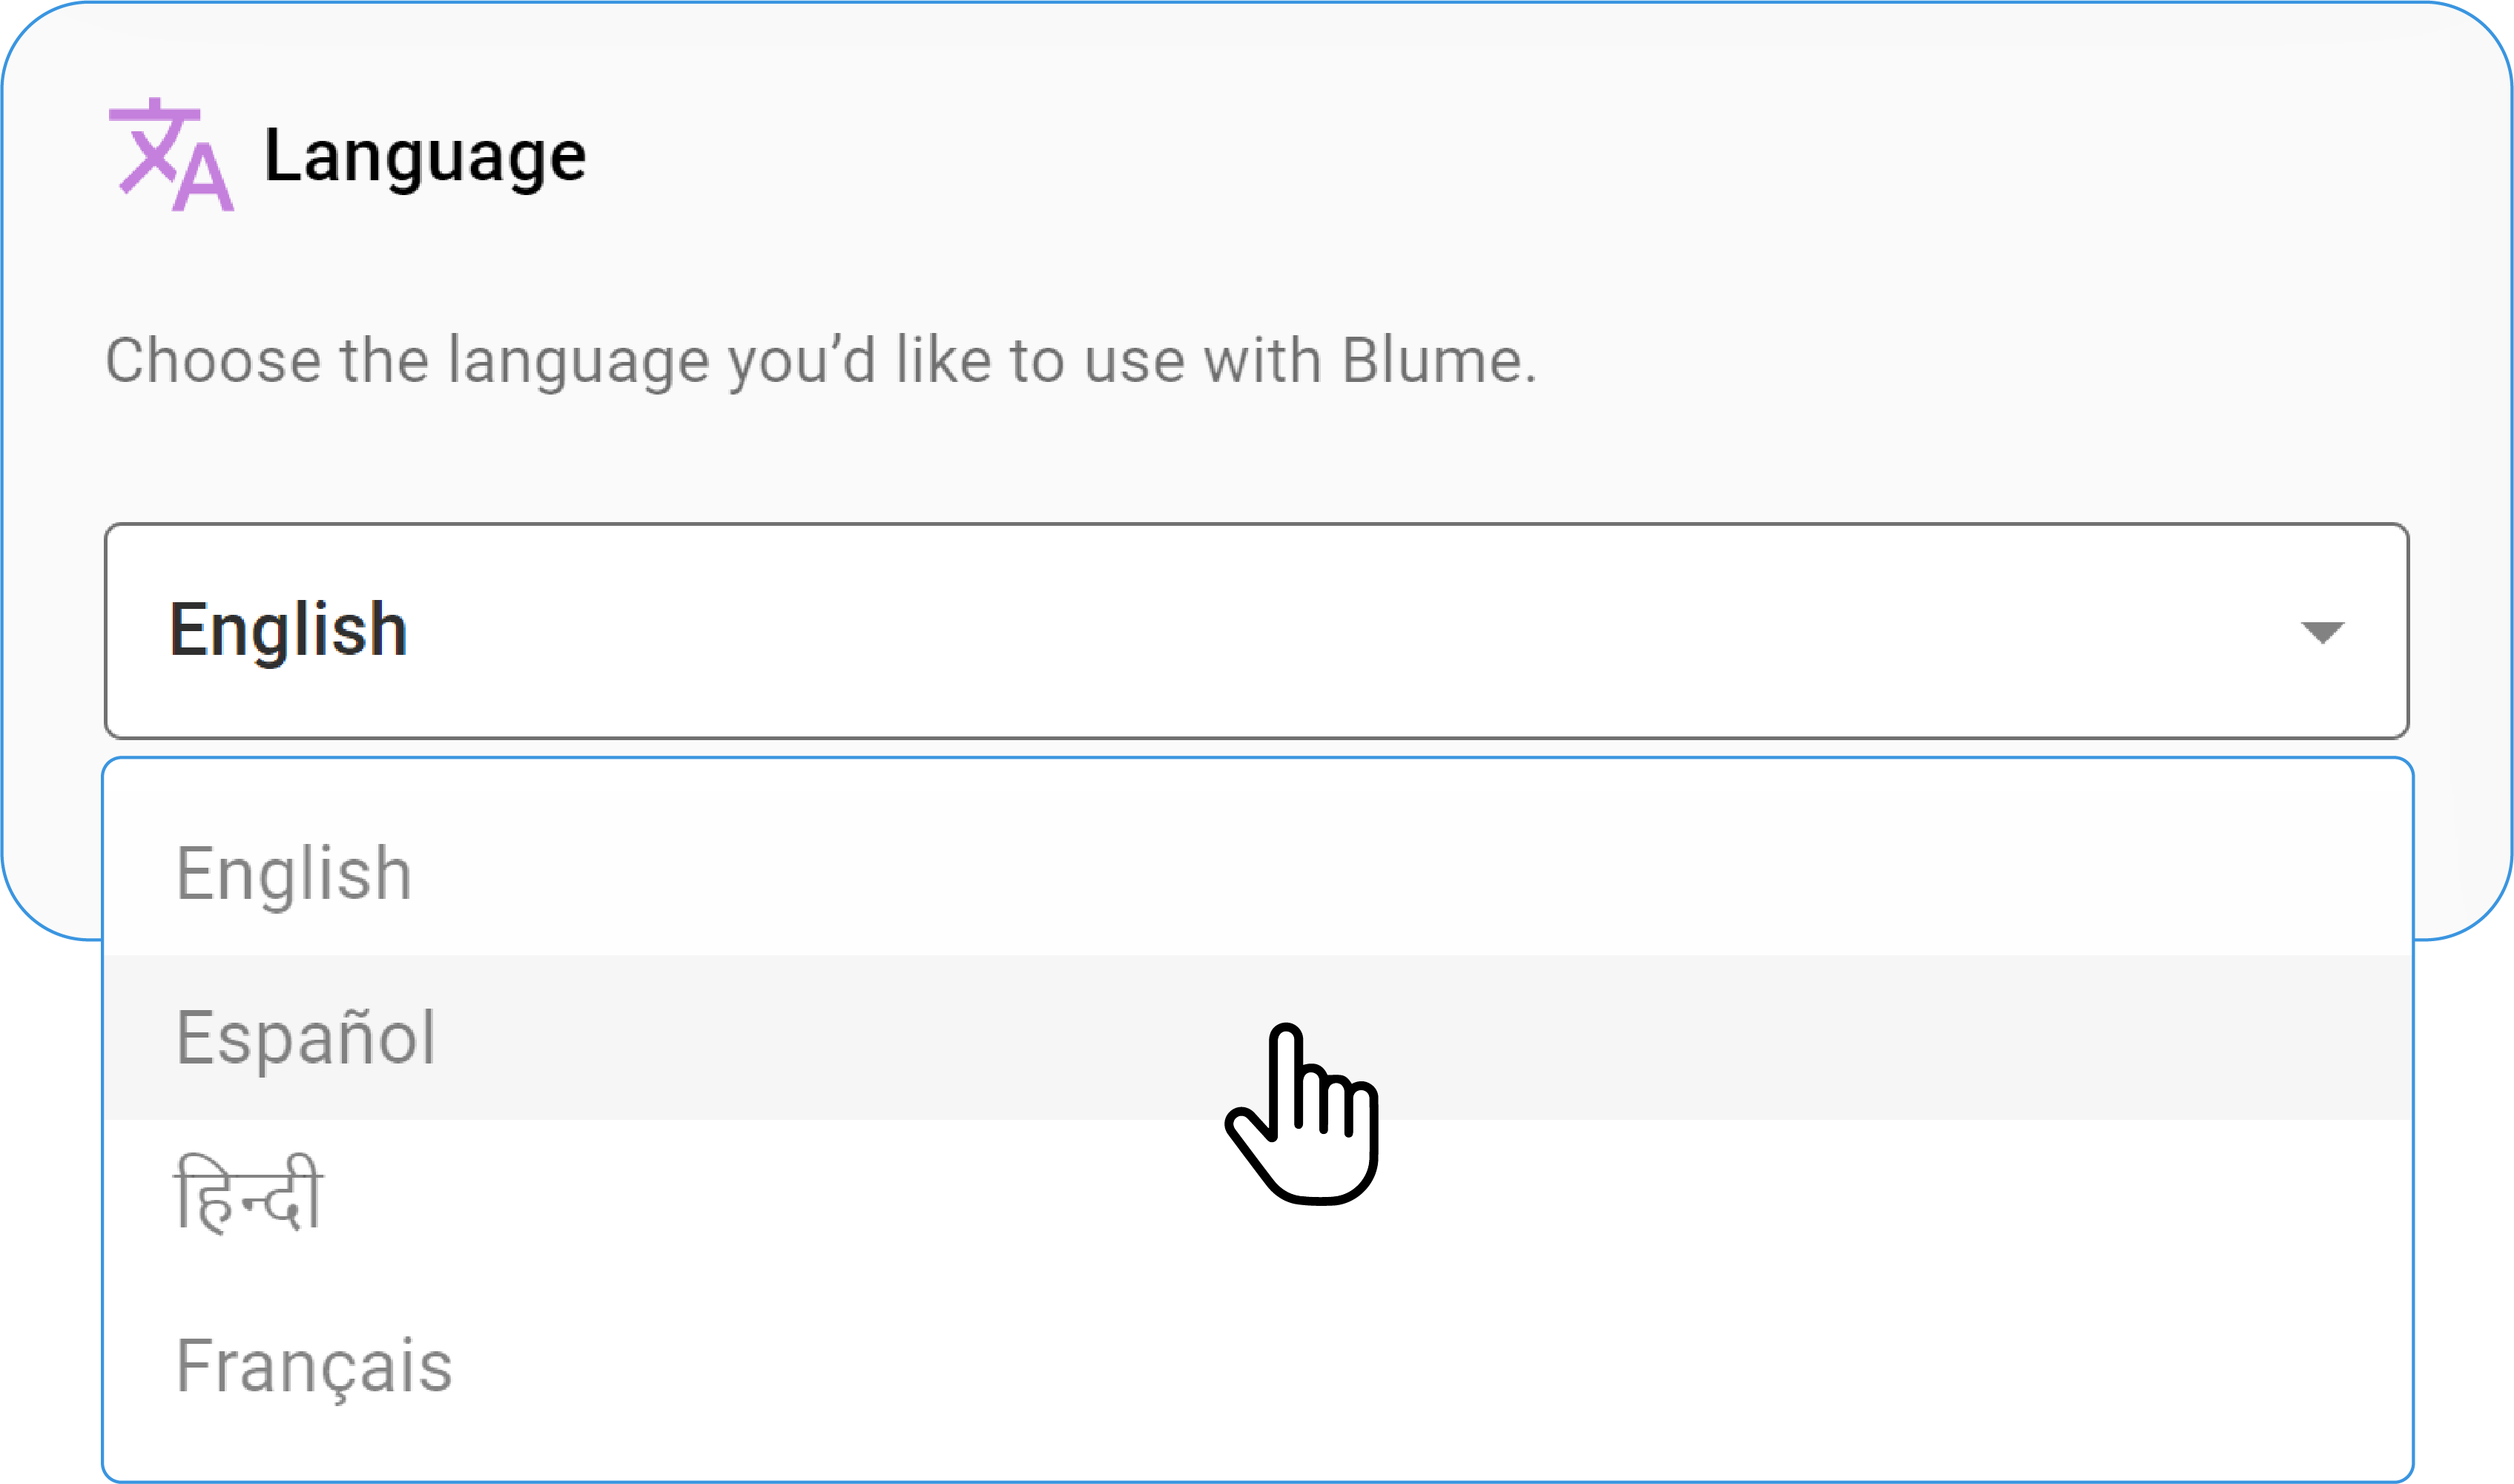 Language
Choose the language you’d like to use with Blume.
English
English
Español
हिन्दी
Français